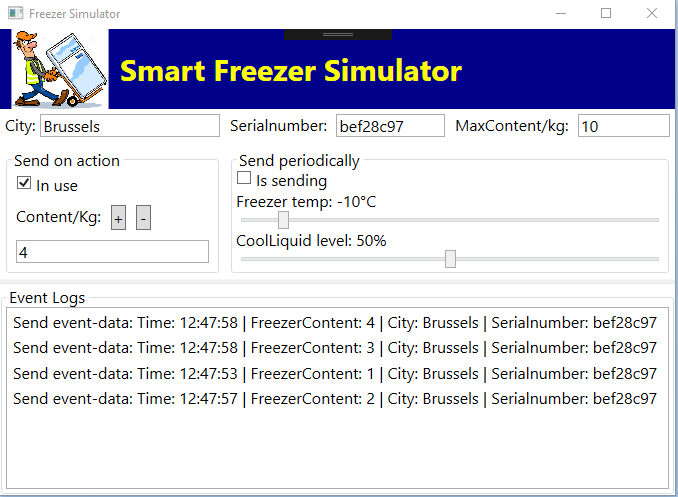 Freezer Simulator
Smart Freezer Simulator
City: Brussels Serialnumber: bef28c97 MaxContent/kg: 10
Send on action
In use
Content/Kg: + -
4
Send periodically
Is sending
Freezer temp: -10°C
CoolLiquid level: 50%
Event Logs
Send event-data: Time: 12:47:58 | FreezerContent: 4 | City: Brussels | Serialnumber: bef28c97
Send event-data: Time: 12:47:58 | FreezerContent: 3 | City: Brussels | Serialnumber: bef28c97
Send event-data: Time: 12:47:53 | FreezerContent: 1 | City: Brussels | Serialnumber: bef28c97
Send event-data: Time: 12:47:57 | FreezerContent: 2 | City: Brussels | Serialnumber: bef28c97